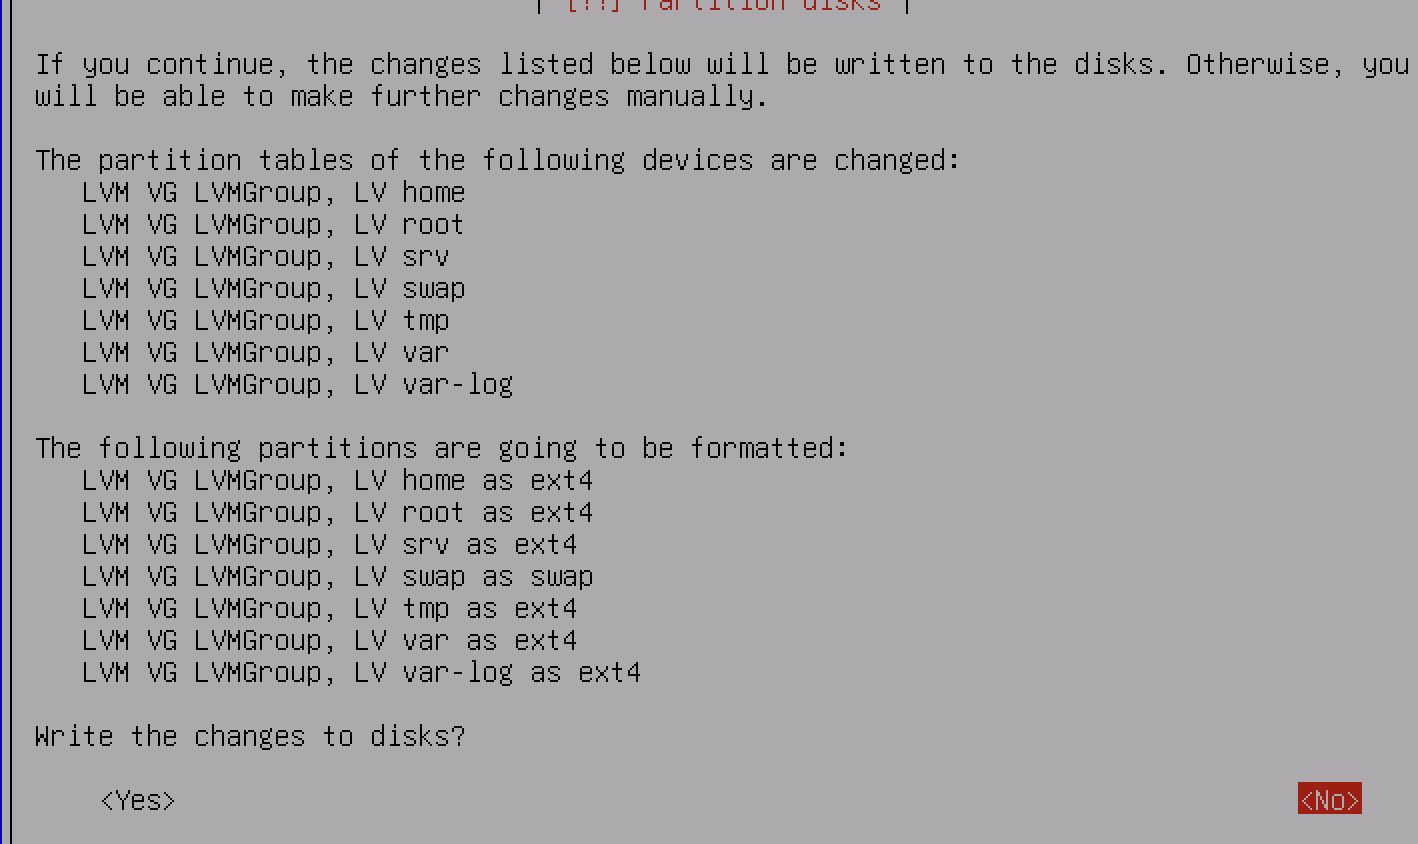 [!!] Partition disks
If you continue, the changes listed below will be written to the disks. Otherwise, you
will be able to make further changes manually.
The partition tables of the following devices are changed:
LVM VG LVMGroup, LV home
LVM VG LVMGroup, LV root
LVM VG LVMGroup, LV srv
LVM VG LVMGroup, LV swap
LVM VG LVMGroup, LV tmp
LVM VG LVMGroup, LV var
LVM VG LVMGroup, LV var-log
The following partitions are going to be formatted:
LVM VG LVMGroup, LV home as ext4
LVM VG LVMGroup, LV root as ext4
LVM VG LVMGroup, LV srv as ext4
LVM VG LVMGroup, LV swap as swap
LVM VG LVMGroup, LV tmp as ext4
LVM VG LVMGroup, LV var as ext4
LVM VG LVMGroup, LV var-log as ext4
Write the changes to disks?
<Yes> <No>